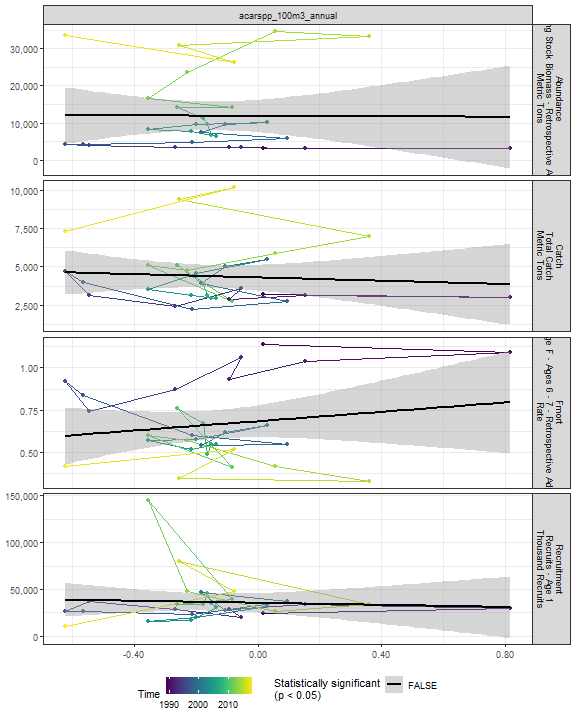 acarspp_100m3_annual
30,000
20,000
10,000
0
Abundance
ng Stock Biomass - Retrospective A
Metric Tons
10,000
7,500
5,000
2,500
Catch
Total Catch
Metric Tons
1.00
0.75
0.50
Fmort
ge F - Ages 6 - 7 - Retrospective Ad
Rate
150,000
100,000
50,000
0
Recruitment
Recruits - Age 1
Thousand Recruits
-0.40
0.00
0.40
0.80
Time
1990
2000
2010
Statistically significant
(p < 0.05)
FALSE